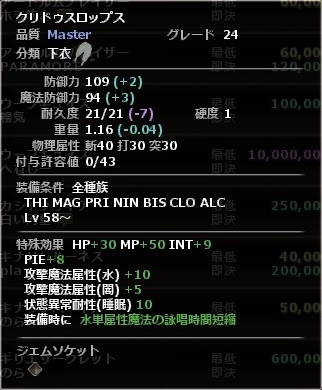 クリドゥスロップス
品質 Master グレード 24
分類 下衣
防御力 109 (+2)
魔法防御力 94 (+3)
耐久度 21/21 (-7) 硬度 1
重量 1.16 (-0.04)
物理属性 斬40 打30 突30
付与許容値 0/43
装備条件 全種族
THI MAG PRI NIN BIS CLO ALC
Lv 58～
特殊効果 HP+30 MP+50 INT+9
PIE+8
攻撃魔法属性(水) +10
攻撃魔法属性(闇) +5
状態異常耐性(睡眠) 10
装備時に 水単属性魔法の詠唱時間短縮
ジェムソケット